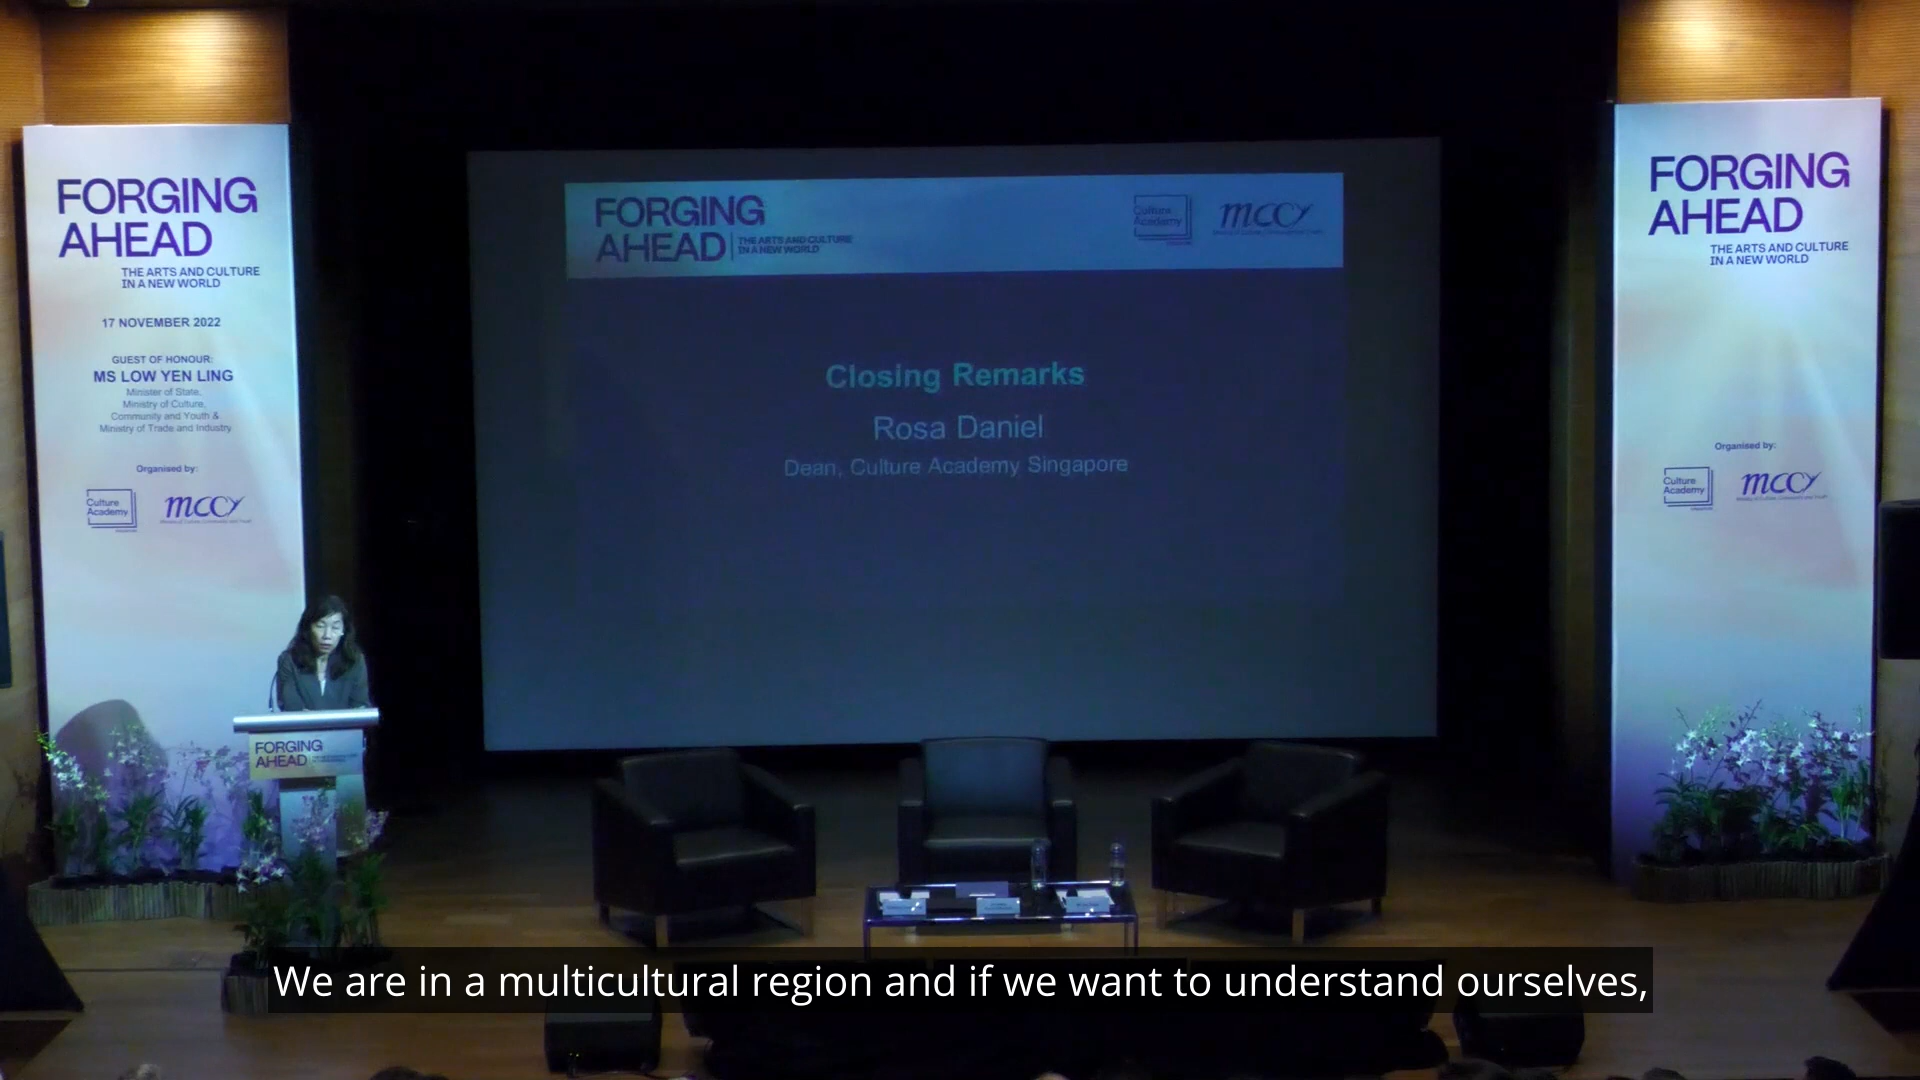 FORGING
AHEAD
THE ARTS AND CULTURE
IN A NEW WORLD
17 NOVEMBER 2022
GUEST OF HONOUR:
MS LOW YEN LING
Minister of State,
Ministry of Culture,
Community and Youth &
Ministry of Trade and Industry
Organised by:
Culture
Academy
mccy
FORGING
AHEAD
THE ARTS AND CULTURE
IN A NEW WORLD
Culture
Academy
mccy
Closing Remarks
Rosa Daniel
Dean, Culture Academy Singapore
FORGING
AHEAD
THE ARTS AND CULTURE
IN A NEW WORLD
Organised by:
Culture
Academy
mccy
FORGING
AHEAD
We are in a multicultural region and if we want to understand ourselves,